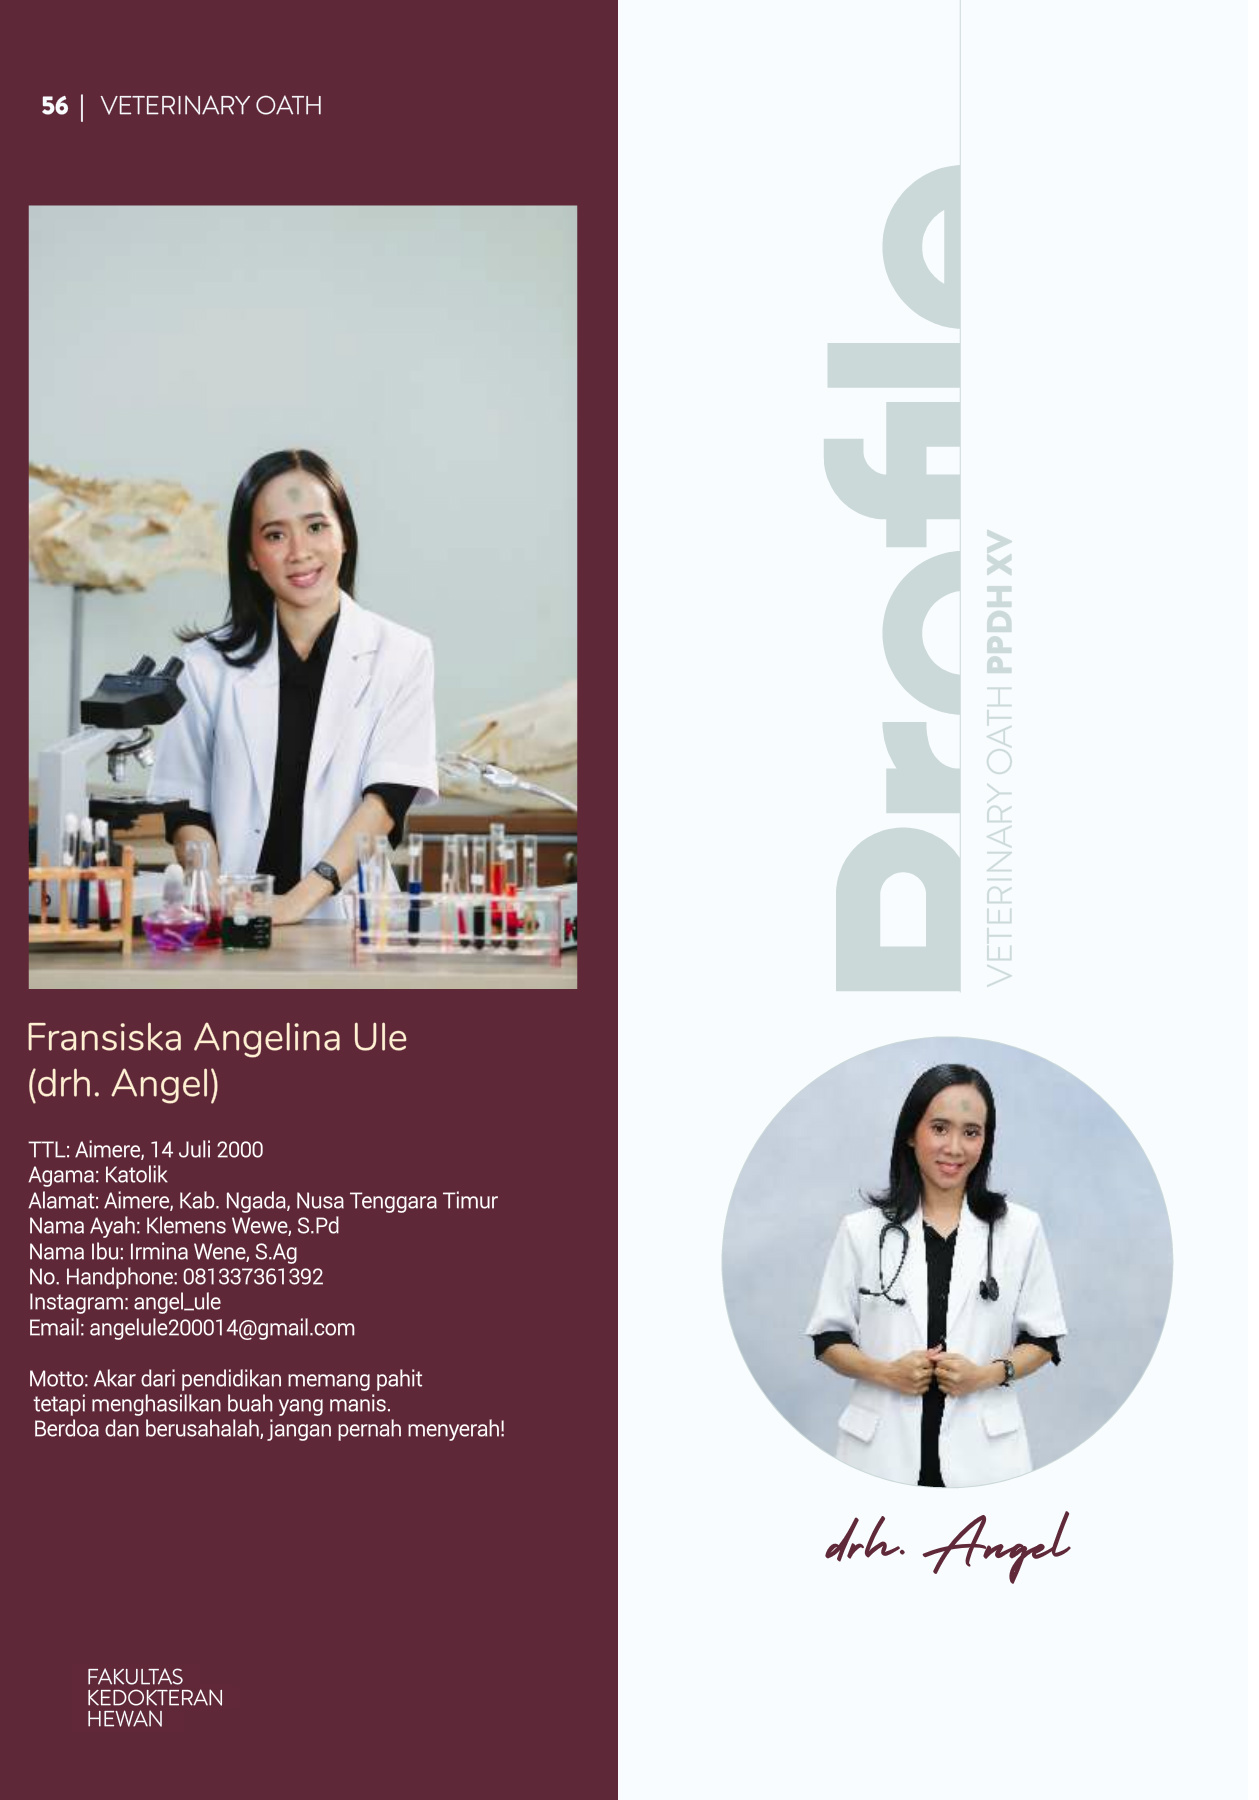 56 | VETERINARY OATH
Fransiska Angelina Ule
(drh. Angel)
TTL: Aimere, 14 Juli 2000
Agama: Katolik
Alamat: Aimere, Kab. Ngada, Nusa Tenggara Timur
Nama Ayah: Klemens Wewe, S.Pd
Nama Ibu: Irmina Wene, S.Ag
No. Handphone: 081337361392
Instagram: angel_ule
Email: angelule200014@gmail.com
Motto: Akar dari pendidikan memang pahit
tetapi menghasilkan buah yang manis.
Berdoa dan berusahalah, jangan pernah menyerah!
FAKULTAS
KEDOKTERAN
HEWAN
Profile
VETERINARY OATH PPDH XV
drh. Angel